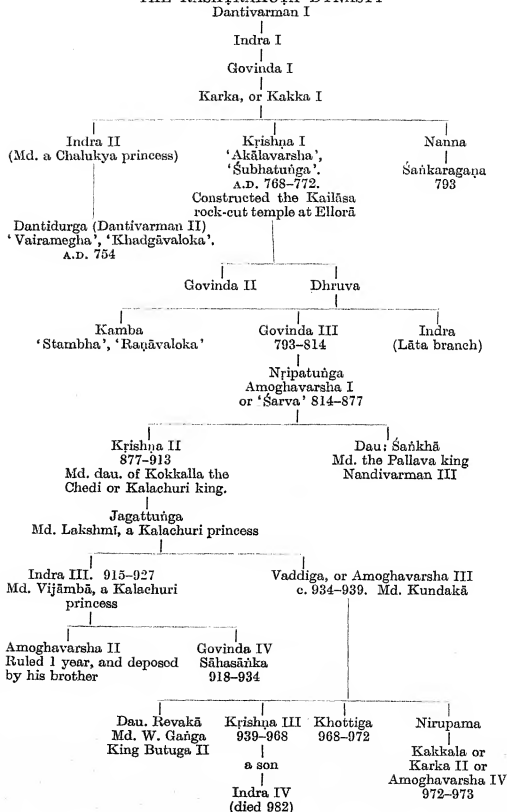 THE RASHṬRAKUṬA DYNASTY
Dantivarman I
Indra I
Govinda I
Karka, or Kakka I
Indra II
(Md. a Chalukya princess)
Dantidurga (Dantivarman II)
'Vairamegha', 'Khadgāvaloka'.
A.D. 754
Kṛishṇa I
'Akālavarsha',
'Śubhatuṅga'.
A.D. 768–772.
Constructed the Kailāsa
rock-cut temple at Ellorā
Nanna
Śaṅkaragaṇa
793
Govinda II
Dhruva
Kamba
'Stambha', 'Raṇāvaloka'
Govinda III
793–814
Indra
(Lāta branch)
Nṛipatuṅga
Amoghavarsha I
or 'Śarva' 814–877
Kṛishṇa II
877–913
Md. dau. of Kokkalla the
Chedi or Kalachuri king.
Dau: Śaṅkhā
Md. the Pallava king
Nandivarman III
Jagattuṅga
Md. Lakshmī, a Kalachuri princess
Indra III. 915–927
Md. Vijāmbā, a Kalachuri
princess
Vaddiga, or Amoghavarsha III
c. 934–939. Md. Kundakā
Amoghavarsha II
Ruled 1 year, and deposed
by his brother
Govinda IV
Sāhasāṅka
918–934
Dau. Revakā
Md. W. Gaṅga
King Butuga II
Kṛishṇa III
939–968
a son
Indra IV
(died 982)
Khottiga
968–972
Nirupama
Kakkala or
Karka II or
Amoghavarsha IV
972–973